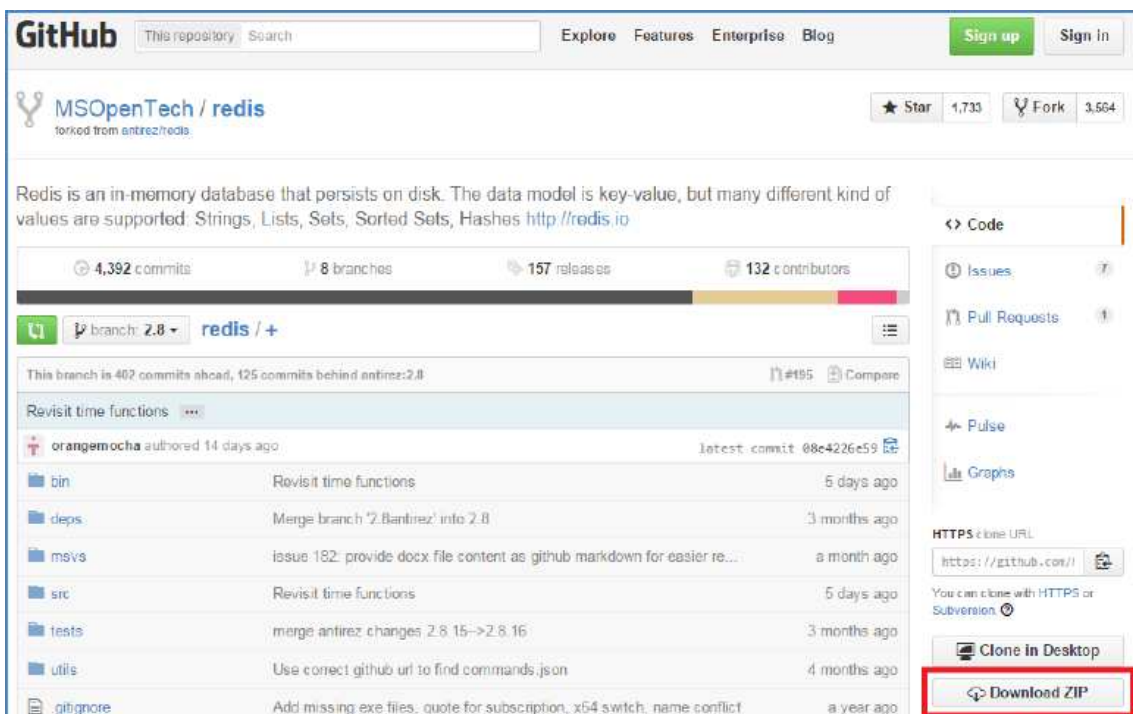 GitHub This repository Search Explore Features Enterprise Blog Sign up Sign in
MSOpenTech / redis
forked from antirez/redis
Star 1,733 Fork 3,564
Redis is an in-memory database that persists on disk. The data model is key-value, but many different kind of
values are supported: Strings, Lists, Sets, Sorted Sets, Hashes http://redis.io
4,392 commits 8 branches 157 releases 132 contributors
branch: 2.8 redis / +
This branch is 402 commits ahead, 125 commits behind antirez:2.8 #195 Compare
Revisit time functions ...
orangemocha authored 14 days ago latest commit 08e4226e59
bin Revisit time functions 5 days ago
deps Merge branch '2.8antirez' into 2.8 3 months ago
msvs issue 182: provide docx file content as github markdown for easier re... a month ago
src Revisit time functions 5 days ago
tests merge antirez changes 2.8.15-->2.8.16 3 months ago
utils Use correct github url to find commands.json 4 months ago
.gitignore Add missing exe files, quote for subscription, x64 switch, name conflict a year ago
<> Code
Issues 7
Pull Requests 1
Wiki
Pulse
Graphs
HTTPS clone URL
https://github.com/
You can clone with HTTPS or
Subversion.
Clone in Desktop
Download ZIP